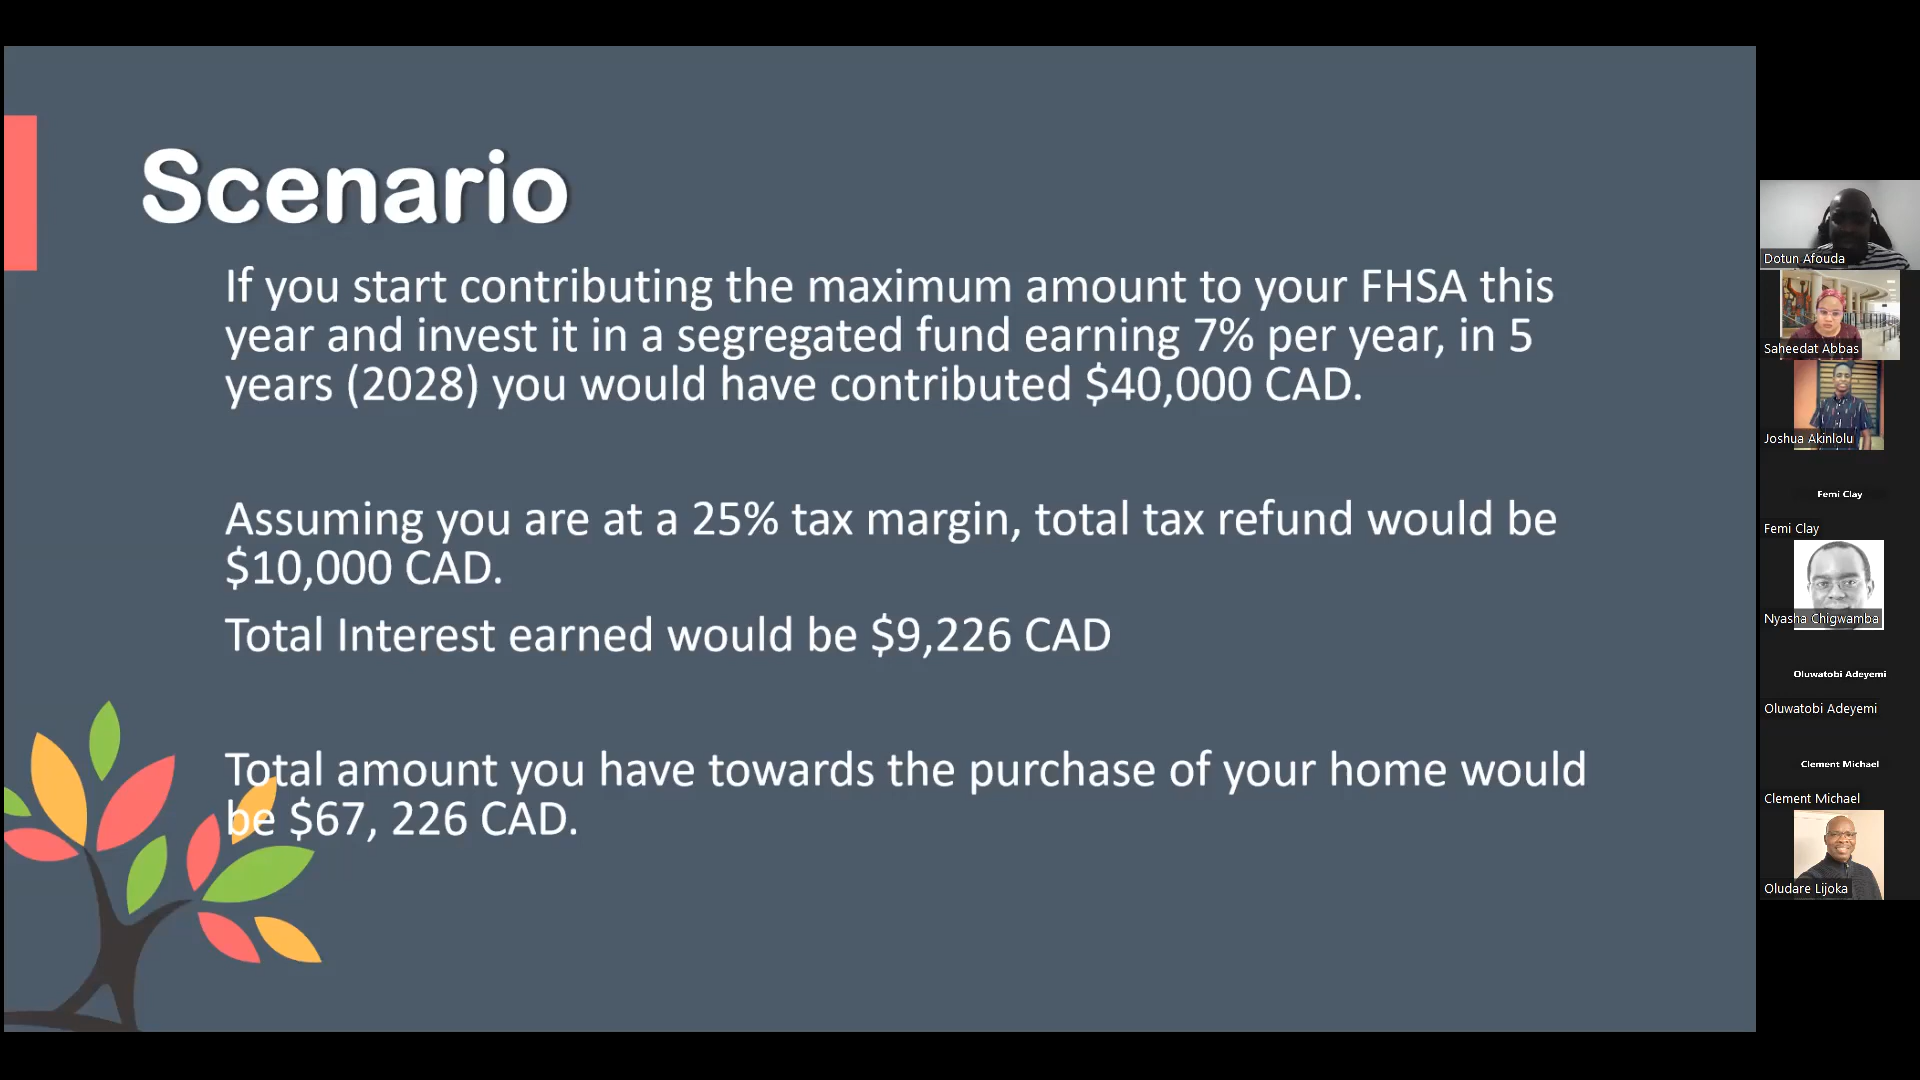 Scenario
If you start contributing the maximum amount to your FHSA this
year and invest it in a segregated fund earning 7% per year, in 5
years (2028) you would have contributed $40,000 CAD.
Assuming you are at a 25% tax margin, total tax refund would be
$10,000 CAD.
Total Interest earned would be $9,226 CAD
Total amount you have towards the purchase of your home would
be $67, 226 CAD.
Dotun Afouda
Saheedat Abbas
Joshua Akinlolu
Femi Clay
Femi Clay
Nyasha Chigwamba
Oluwatobi Adeyemi
Oluwatobi Adeyemi
Clement Michael
Clement Michael
Oludare Lijoka